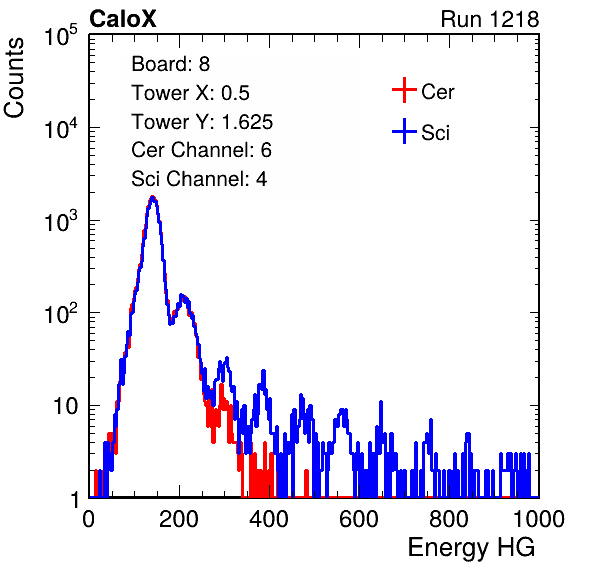 CaloX Run 1218
Counts
10^5
10^4
10^3
10^2
10
1
Board: 8
Tower X: 0.5
Tower Y: 1.625
Cer Channel: 6
Sci Channel: 4
Cer
Sci
0 200 400 600 800 1000
Energy HG